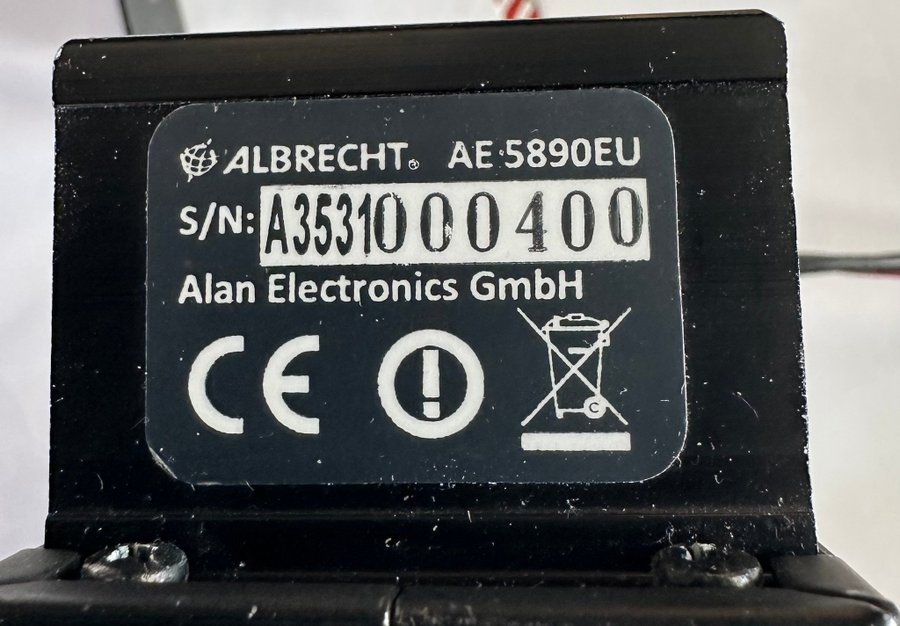 ALBRECHT® AE 5890EU
S/N: A3531000400
Alan Electronics GmbH
CE
C